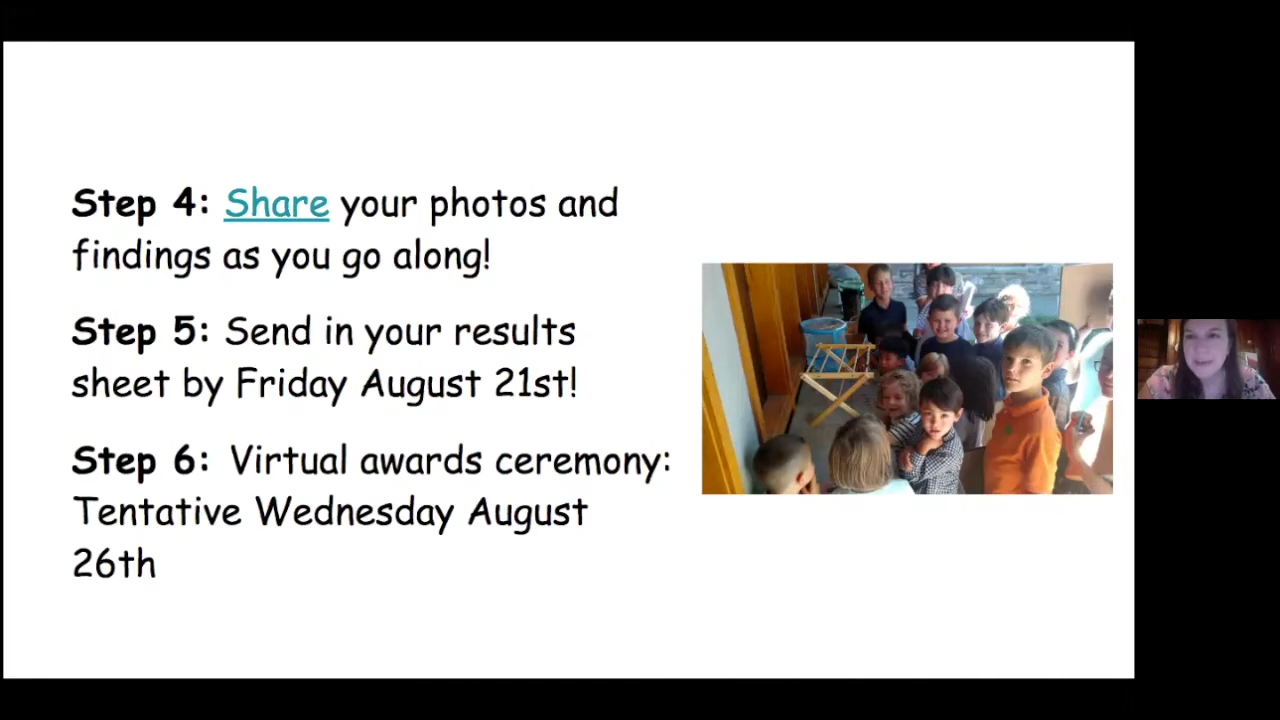 Step 4: Share your photos and
findings as you go along!
Step 5: Send in your results
sheet by Friday August 21st!
Step 6: Virtual awards ceremony:
Tentative Wednesday August
26th